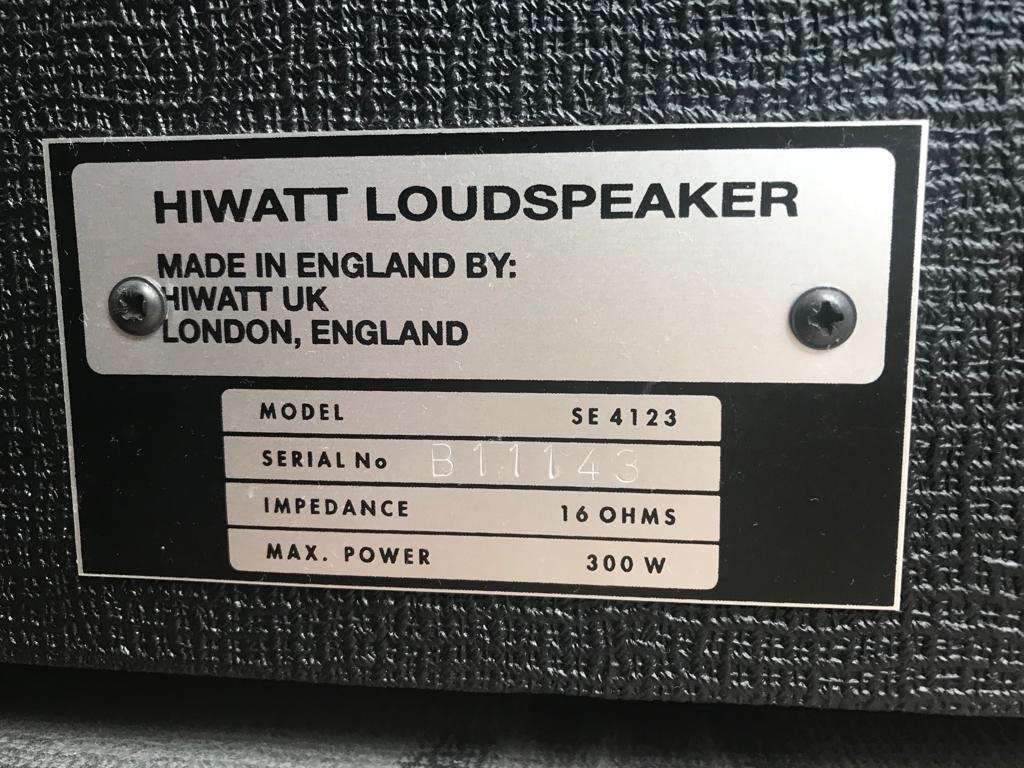 HIWATT LOUDSPEAKER
MADE IN ENGLAND BY:
HIWATT UK
LONDON, ENGLAND
MODEL SE 4123
SERIAL No B11143
IMPEDANCE 16 OHMS
MAX. POWER 300 W